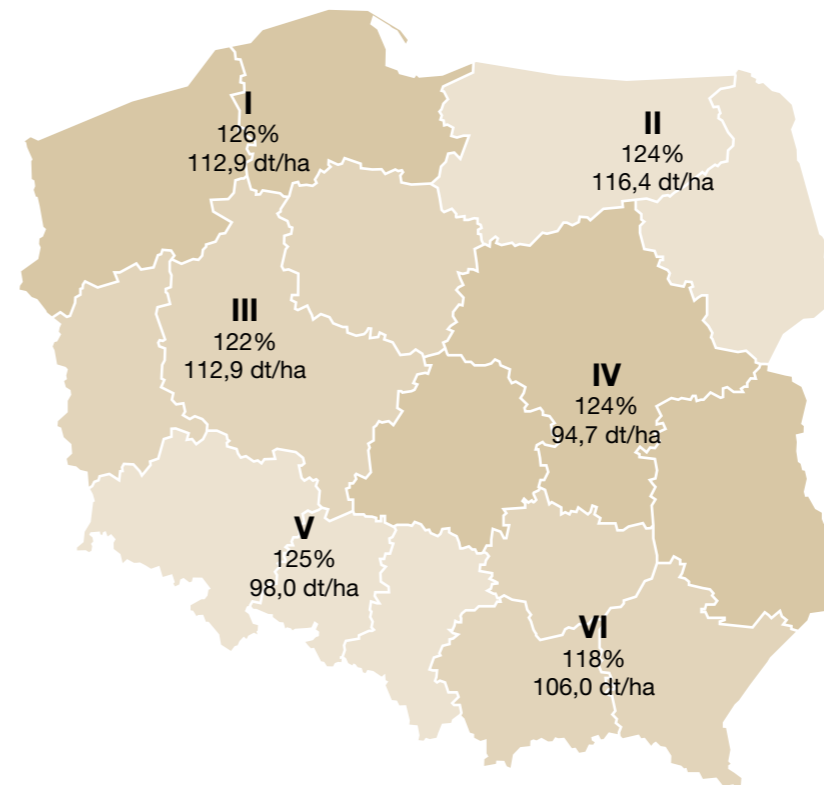 I
126%
112,9 dt/ha
II
124%
116,4 dt/ha
III
122%
112,9 dt/ha
IV
124%
94,7 dt/ha
V
125%
98,0 dt/ha
VI
118%
106,0 dt/ha